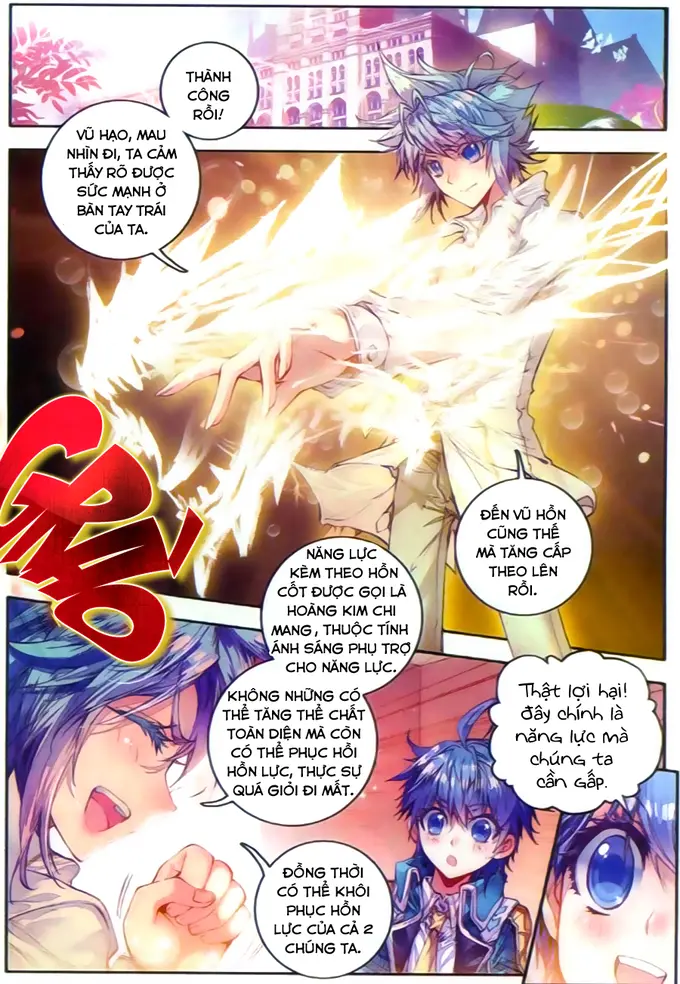 THÀNH
CÔNG
RỒI!
VŨ HẠO, MAU
NHÌN ĐI, TA CẢM
THẤY RÕ ĐƯỢC
SỨC MẠNH Ở
BÀN TAY TRÁI
CỦA TA.
ĐẾN VŨ HỒN
CŨNG THẾ
MÀ TĂNG CẤP
THEO LÊN
RỒI.
NĂNG LỰC
KÈM THEO HỒN
CỐT ĐƯỢC GỌI LÀ
HOÀNG KIM CHI
MANG, THUỘC TÍNH
ÁNH SÁNG PHỤ TRỢ
CHO NĂNG LỰC.
KHÔNG NHỮNG CÓ
THỂ TĂNG THỂ CHẤT
TOÀN DIỆN MÀ CÒN
CÓ THỂ PHỤC HỒI
HỒN LỰC, THỰC SỰ
QUÁ GIỎI ĐI MẤT.
Thật lợi hại!
đây chính là
năng lực mà
chúng ta
cần Gấp.
ĐỒNG THỜI
CÓ THỂ KHÔI
PHỤC HỒN
LỰC CỦA CẢ 2
CHÚNG TA.